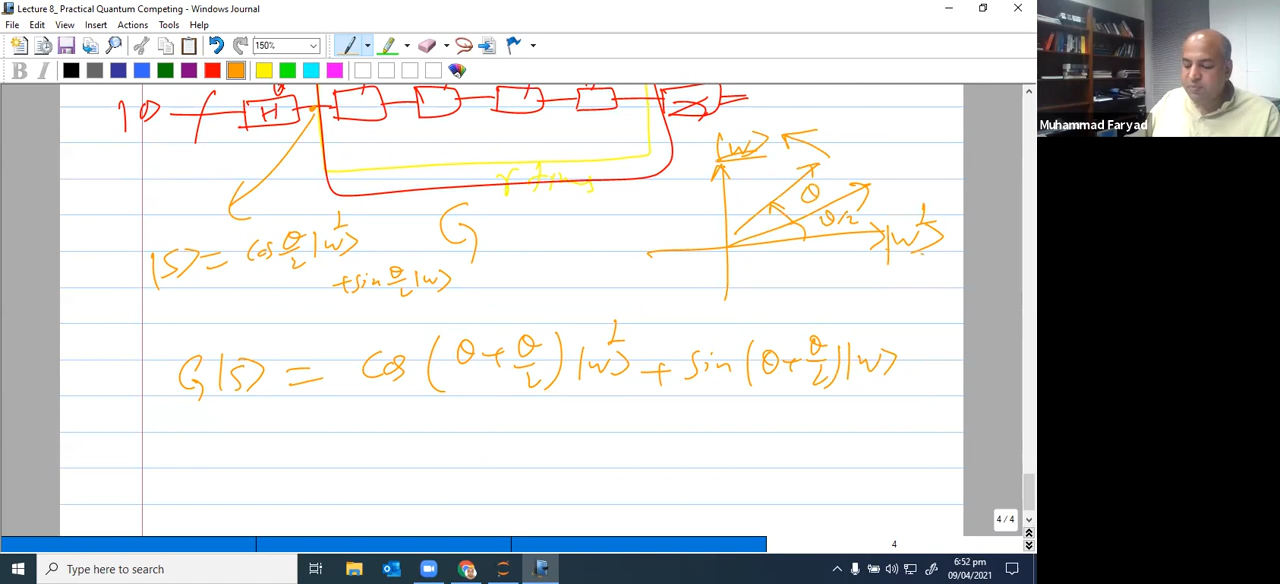 Lecture 8_ Practical Quantum Competing - Windows Journal
File Edit View Insert Actions Tools Help
150%
B I
Muhammad Faryad
H
r times
|w>
θ
θ/2
|w⊥>
G
|S> = cos θ/2 |w⊥>
+ sin θ/2 |w>
G|S> = cos (θ + θ/2) |w⊥> + sin (θ + θ/2) |w>
4 / 4
4
Type here to search
6:52 pm
09/04/2021